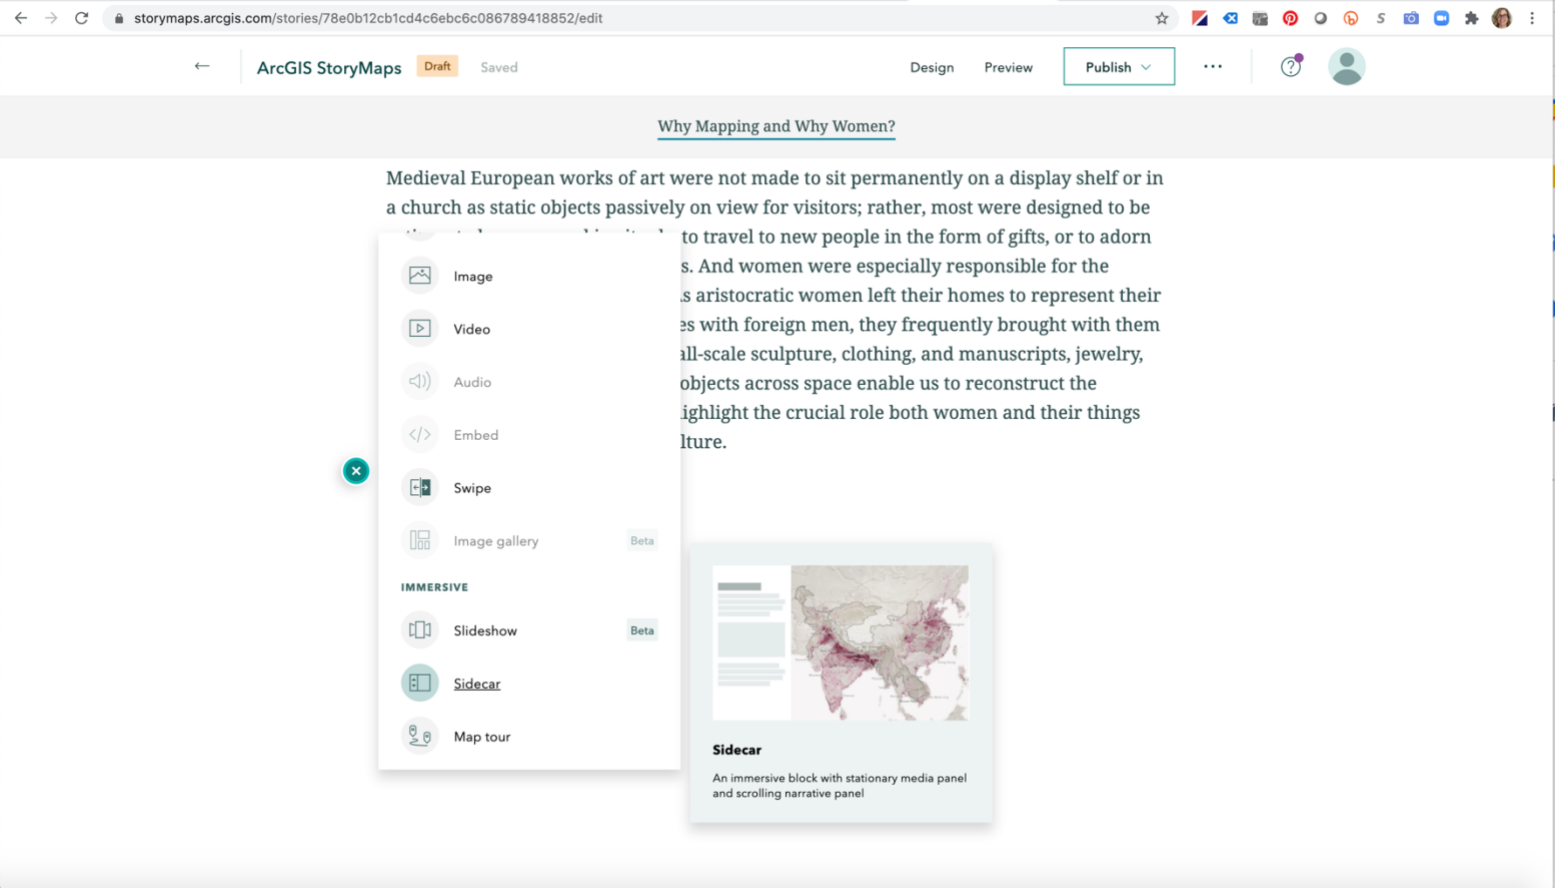 storymaps.arcgis.com/stories/78e0b12cb1cd4c6ebc6c086789418852/edit
ArcGIS StoryMaps Draft Saved Design Preview Publish
Why Mapping and Why Women?
Medieval European works of art were not made to sit permanently on a display shelf or in
a church as static objects passively on view for visitors; rather, most were designed to be
to travel to new people in the form of gifts, or to adorn
s. And women were especially responsible for the
s aristocratic women left their homes to represent their
es with foreign men, they frequently brought with them
all-scale sculpture, clothing, and manuscripts, jewelry,
objects across space enable us to reconstruct the
ighlight the crucial role both women and their things
lture.
Image
Video
Audio
Embed
Swipe
Image gallery Beta
IMMERSIVE
Slideshow Beta
Sidecar
Map tour
Sidecar
An immersive block with stationary media panel
and scrolling narrative panel